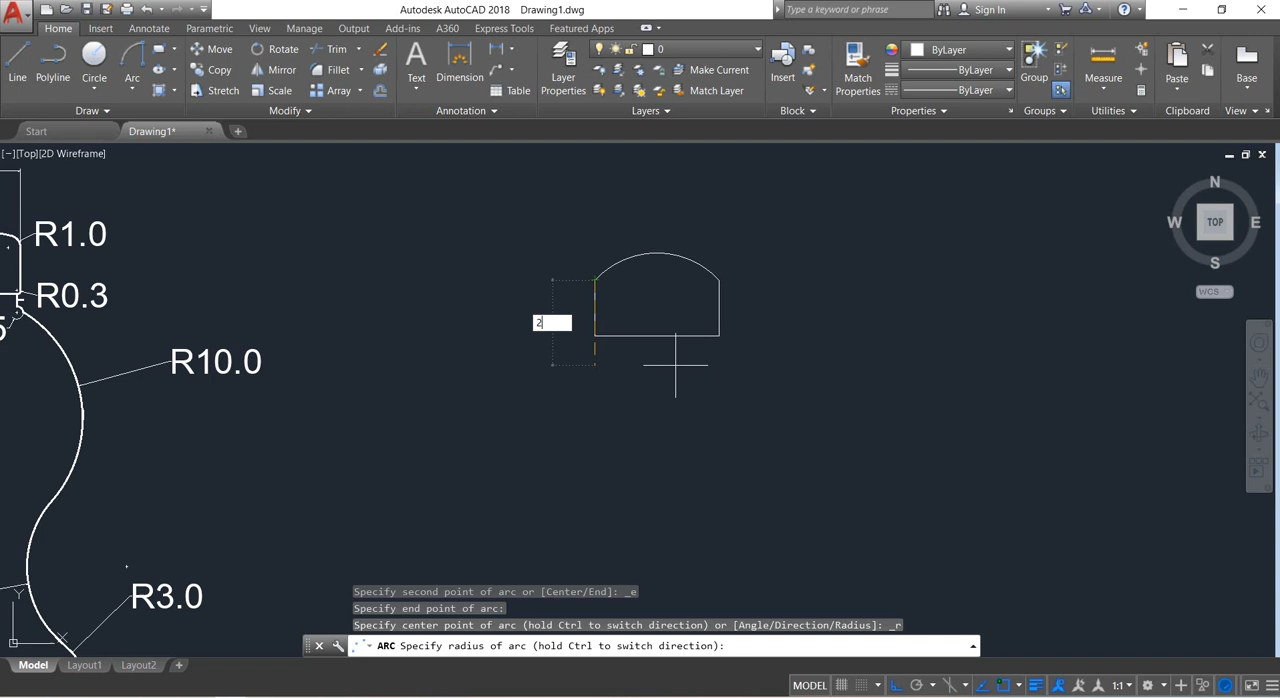 Autodesk AutoCAD 2018 Drawing1.dwg
Type a keyword or phrase
Sign In
Home Insert Annotate Parametric View Manage Output Add-ins A360 Express Tools Featured Apps
Line Polyline Circle Arc
Move Rotate Trim
Copy Mirror Fillet
Stretch Scale Array
Text Dimension
Table
Layer Properties
0
Make Current
Match Layer
Insert
Match Properties
ByLayer
ByLayer
ByLayer
Group
Measure
Paste
Base
Draw Modify Annotation Layers Block Properties Groups Utilities Clipboard View
Start Drawing1*
[−][Top][2D Wireframe]
N
W TOP E
S
WCS
R1.0
R0.3
5
R10.0
R3.0
2
Y
X
Specify second point of arc or [Center/End]: _e
Specify end point of arc:
Specify center point of arc (hold Ctrl to switch direction) or [Angle/Direction/Radius]: _r
ARC Specify radius of arc (hold Ctrl to switch direction):
Model Layout1 Layout2
MODEL 1:1